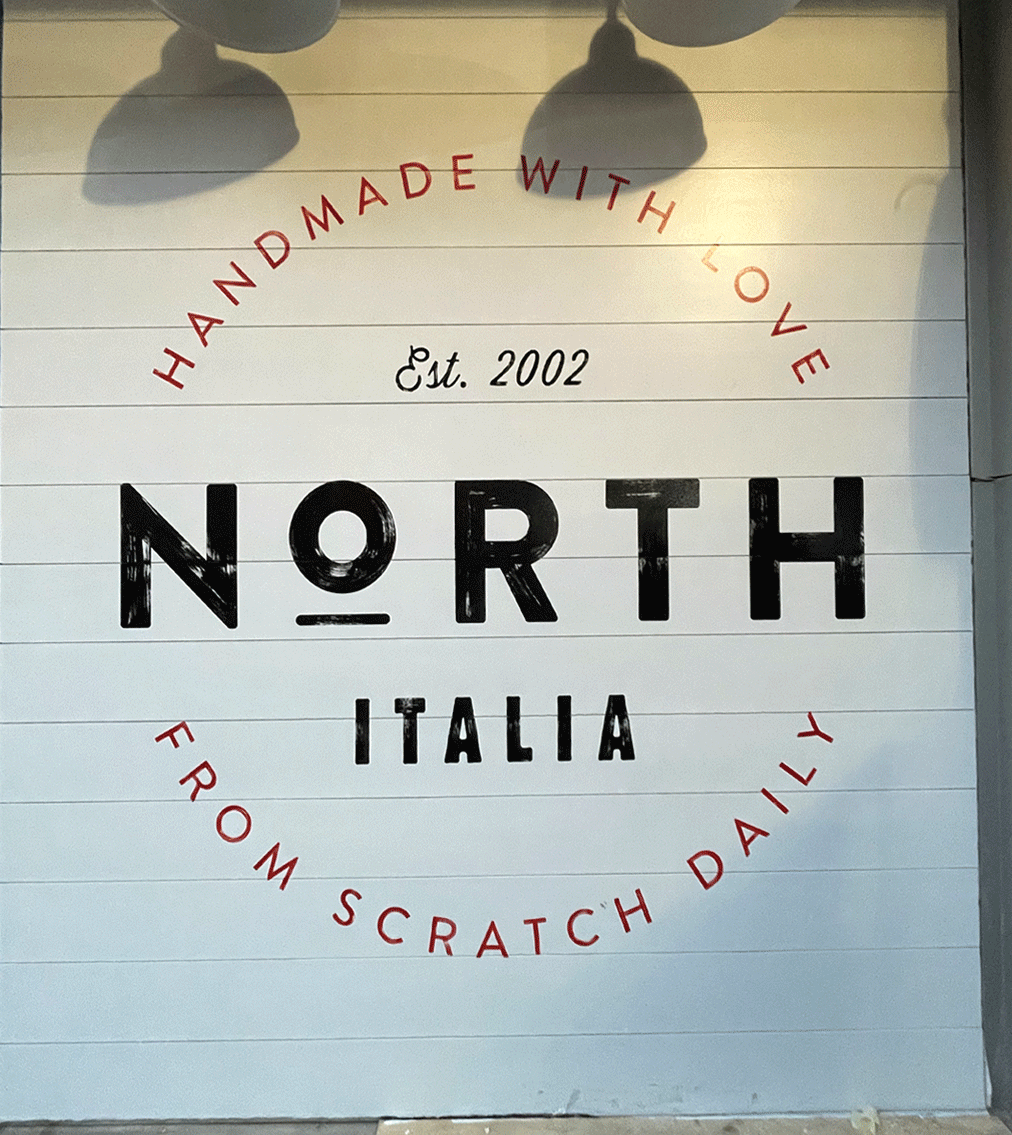 HANDMADE WITH LOVE
Est. 2002
NORTH
ITALIA
FROM SCRATCH DAILY